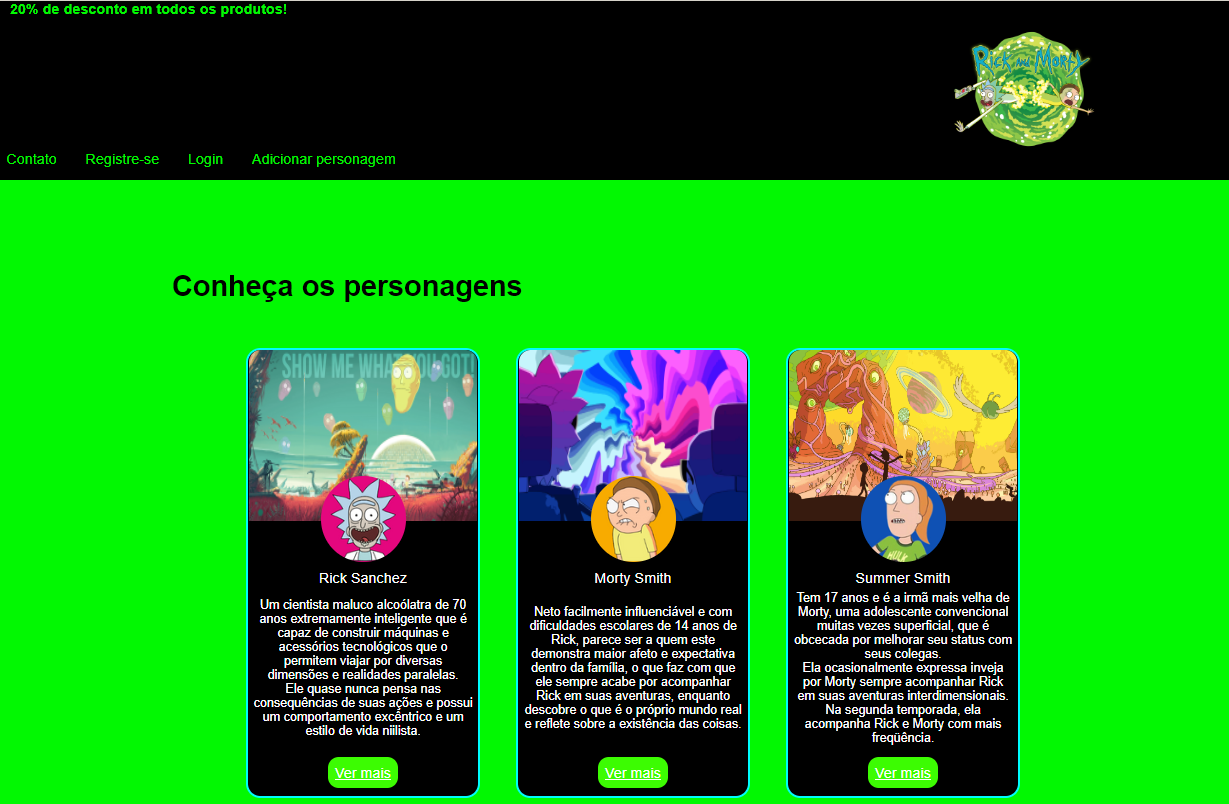 20% de desconto em todos os produtos!
Rick and Morty
Contato Registre-se Login Adicionar personagem
Conheça os personagens
SHOW ME WHAT YOU GOT!
Rick Sanchez
Um cientista maluco alcoólatra de 70
anos extremamente inteligente que é
capaz de construir máquinas e
acessórios tecnológicos que o
permitem viajar por diversas
dimensões e realidades paralelas.
Ele quase nunca pensa nas
consequências de suas ações e possui
um comportamento excêntrico e um
estilo de vida niilista.
Ver mais
Morty Smith
Neto facilmente influenciável e com
dificuldades escolares de 14 anos de
Rick, parece ser a quem este
demonstra maior afeto e expectativa
dentro da família, o que faz com que
ele sempre acabe por acompanhar
Rick em suas aventuras, enquanto
descobre o que é o próprio mundo real
e reflete sobre a existência das coisas.
Ver mais
HULK
Summer Smith
Tem 17 anos e é a irmã mais velha de
Morty, uma adolescente convencional
muitas vezes superficial, que é
obcecada por melhorar seu status com
seus colegas.
Ela ocasionalmente expressa inveja
por Morty sempre acompanhar Rick
em suas aventuras interdimensionais.
Na segunda temporada, ela
acompanha Rick e Morty com mais
freqüência.
Ver mais